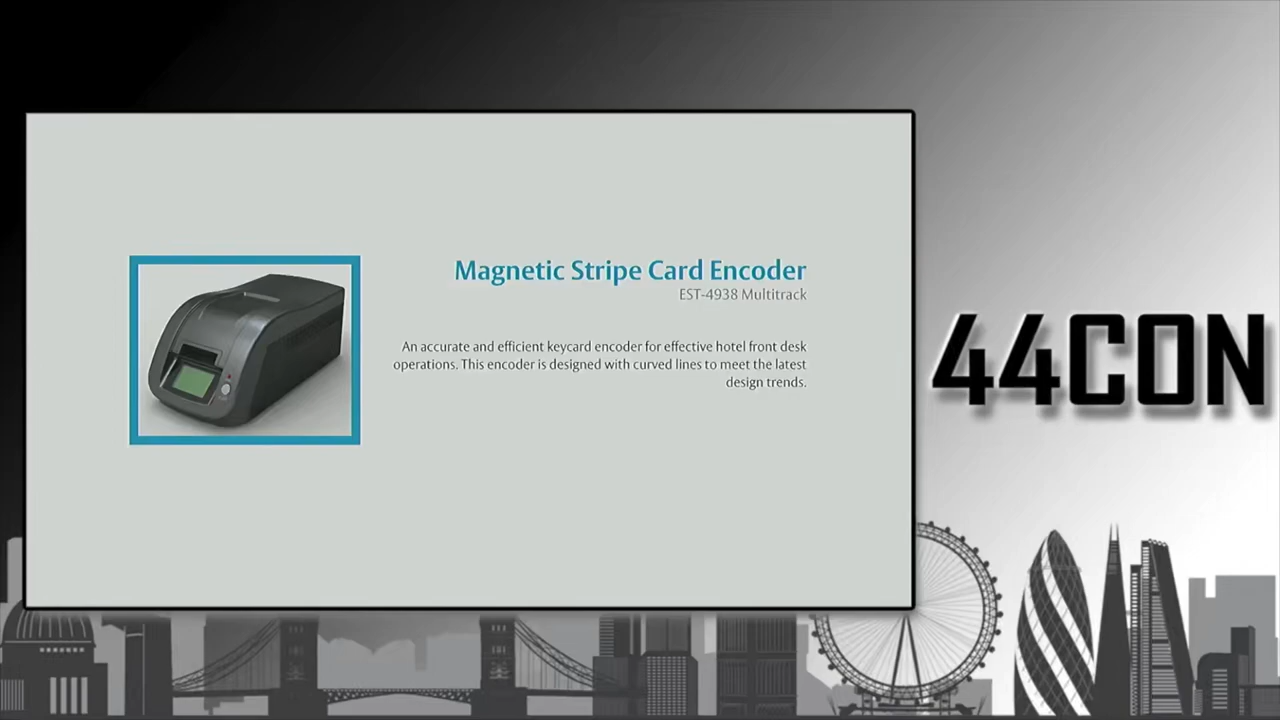 Magnetic Stripe Card Encoder
EST-4938 Multitrack
An accurate and efficient keycard encoder for effective hotel front desk
operations. This encoder is designed with curved lines to meet the latest
design trends.
44CON